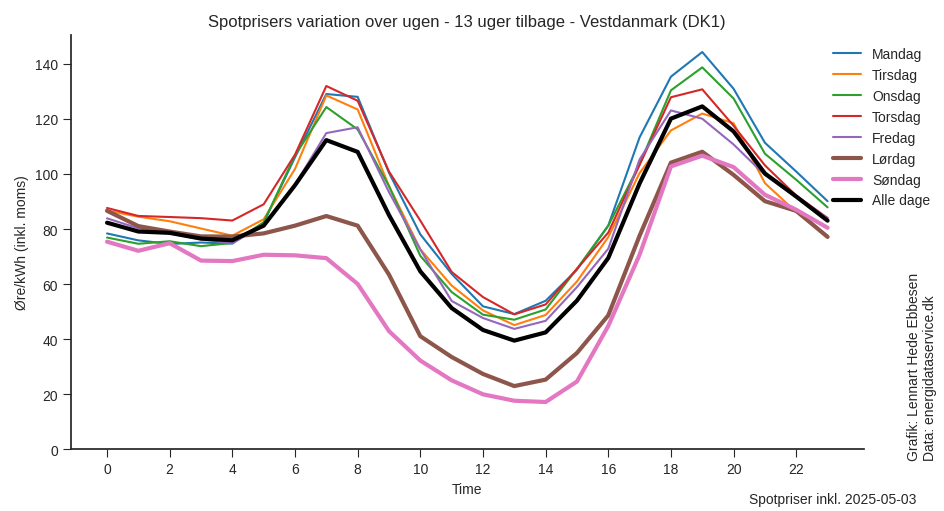 Spotprisers variation over ugen - 13 uger tilbage - Vestdanmark (DK1)
Øre/kWh (inkl. moms)
140
120
100
80
60
40
20
0
0 2 4 6 8 10 12 14 16 18 20 22
Time
Mandag
Tirsdag
Onsdag
Torsdag
Fredag
Lørdag
Søndag
Alle dage
Grafik: Lennart Hede Ebbesen
Data: energidataservice.dk
Spotpriser inkl. 2025-05-03